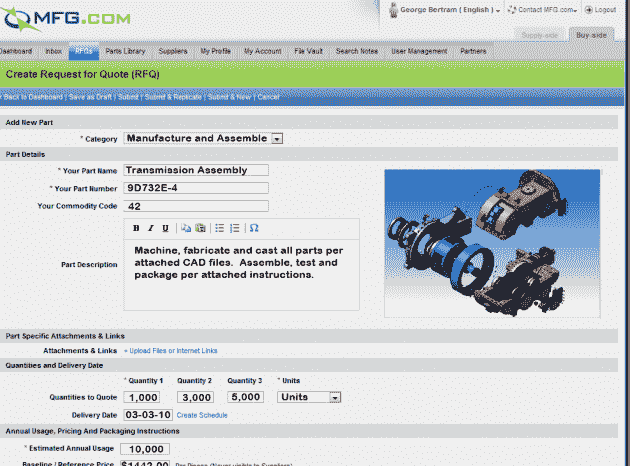 MFG.COM
George Bertram ( English )
Contact MFG.com
Logout
Supply-side
Buy-side
Dashboard Inbox RFQs Parts Library Suppliers My Profile My Account File Vault Search Notes User Management Partners
Create Request for Quote (RFQ)
Back to Dashboard | Save as Draft | Submit | Submit & Replicate | Submit & New | Cancel
Add New Part
* Category Manufacture and Assemble
Part Details
* Your Part Name Transmission Assembly
* Your Part Number 9D732E-4
Your Commodity Code 42
B I U
Part Description
Machine, fabricate and cast all parts per
attached CAD files. Assemble, test and
package per attached instructions.
Part Specific Attachments & Links
Attachments & Links + Upload Files or Internet Links
Quantities and Delivery Date
* Quantity 1 Quantity 2 Quantity 3 * Units
Quantities to Quote 1,000 3,000 5,000 Units
Delivery Date 03-03-10 Create Schedule
Annual Usage, Pricing And Packaging Instructions
* Estimated Annual Usage 10,000
Baseline / Reference Price $1442.00 Per Piece (Never visible to Suppliers)